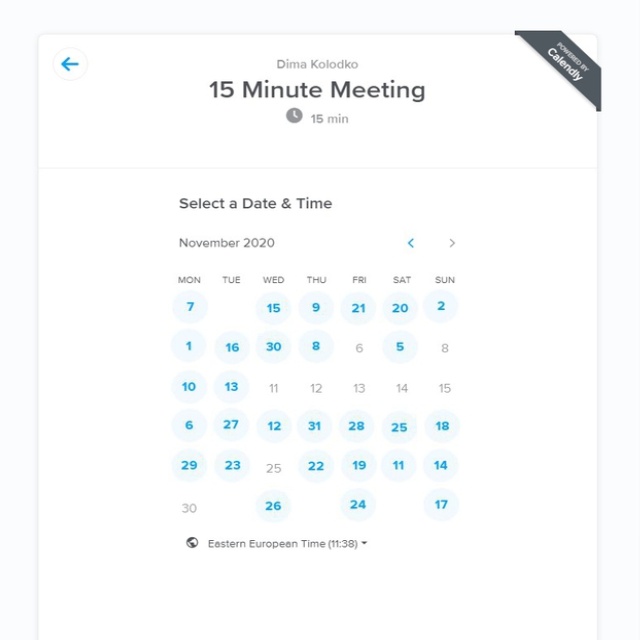 POWERED BY
Calendly
Dima Kolodko
15 Minute Meeting
15 min
Select a Date & Time
November 2020
MON TUE WED THU FRI SAT SUN
7 15 9 21 20 2
1 16 30 8 6 5 8
10 13 11 12 13 14 15
6 27 12 31 28 25 18
29 23 25 22 19 11 14
30 26 24 17
Eastern European Time (11:38)